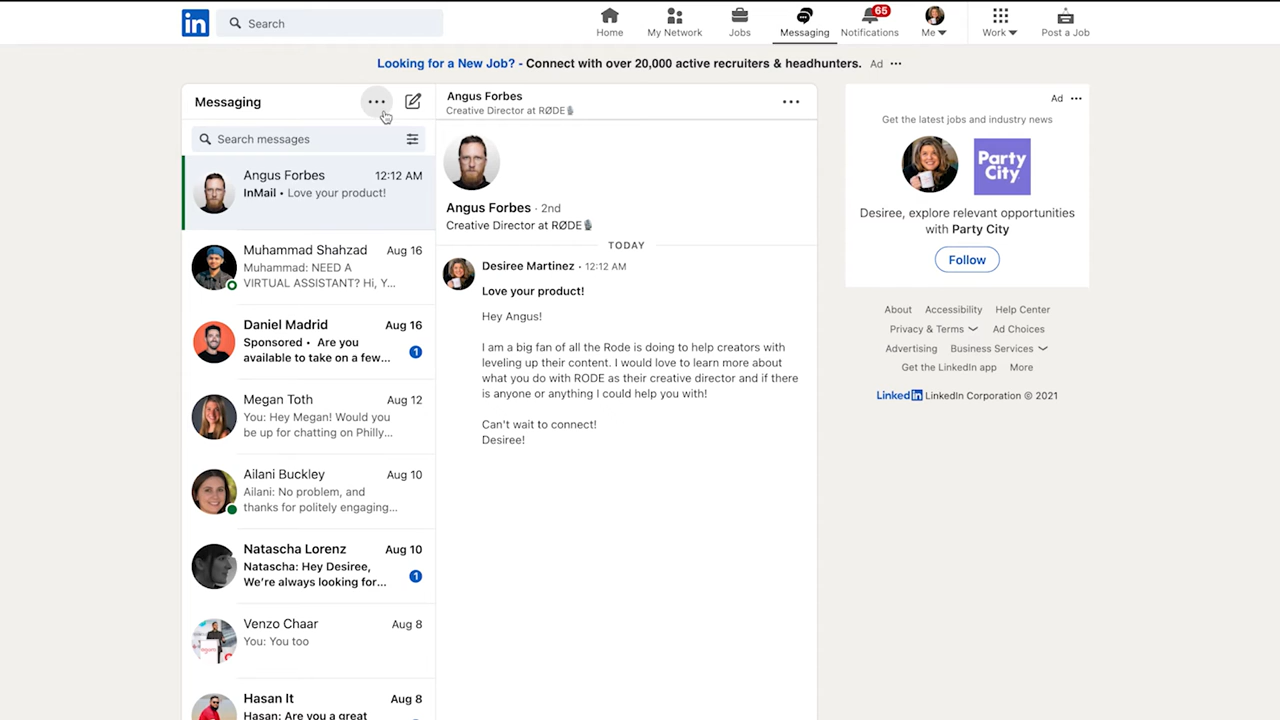 in
Search
Home
My Network
Jobs
Messaging
65
Notifications
Me
Work
Post a Job
Looking for a New Job? - Connect with over 20,000 active recruiters & headhunters. Ad
Messaging
Search messages
Angus Forbes 12:12 AM
InMail • Love your product!
Muhammad Shahzad Aug 16
Muhammad: NEED A
VIRTUAL ASSISTANT? Hi, Y...
Daniel Madrid Aug 16
Sponsored • Are you
available to take on a few... 1
Megan Toth Aug 12
You: Hey Megan! Would you
be up for chatting on Philly...
Ailani Buckley Aug 10
Ailani: No problem, and
thanks for politely engaging...
Natascha Lorenz Aug 10
Natascha: Hey Desiree,
We're always looking for... 1
Venzo Chaar Aug 8
You: You too
Hasan It Aug 8
Hasan: Are you a great
Angus Forbes
Creative Director at RØDE🎙
Angus Forbes · 2nd
Creative Director at RØDE🎙
TODAY
Desiree Martinez • 12:12 AM
Love your product!
Hey Angus!
I am a big fan of all the Rode is doing to help creators with
leveling up their content. I would love to learn more about
what you do with RODE as their creative director and if there
is anyone or anything I could help you with!
Can't wait to connect!
Desiree!
Ad
Get the latest jobs and industry news
Party
City
Desiree, explore relevant opportunities
with Party City
Follow
About Accessibility Help Center
Privacy & Terms Ad Choices
Advertising Business Services
Get the LinkedIn app More
LinkedIn LinkedIn Corporation © 2021